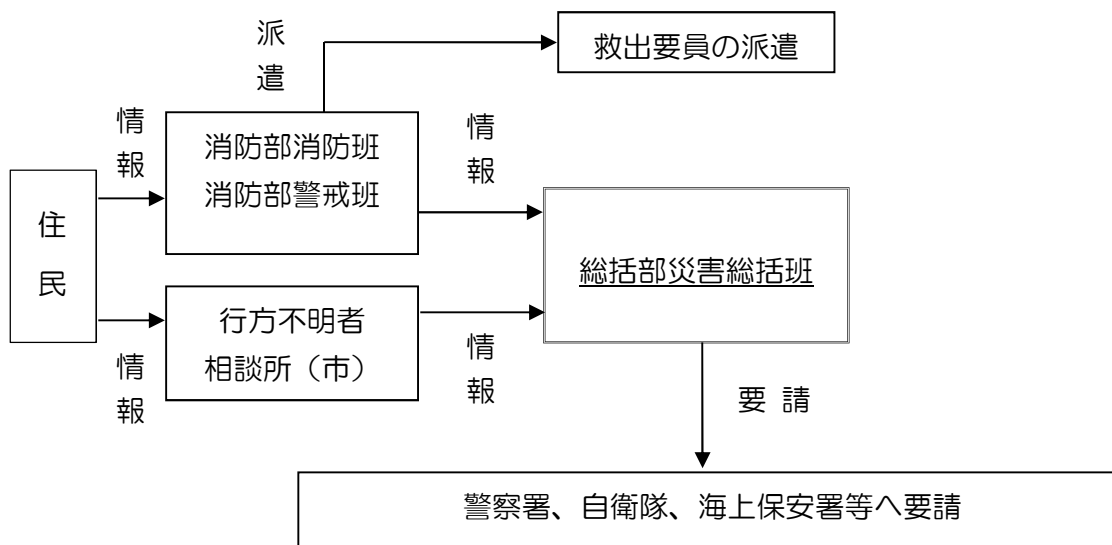 派遣
救出要員の派遣
情報
消防部消防班
消防部警戒班
情報
住民
総括部災害総括班
行方不明者
相談所（市）
情報
情報
要 請
警察署、自衛隊、海上保安署等へ要請